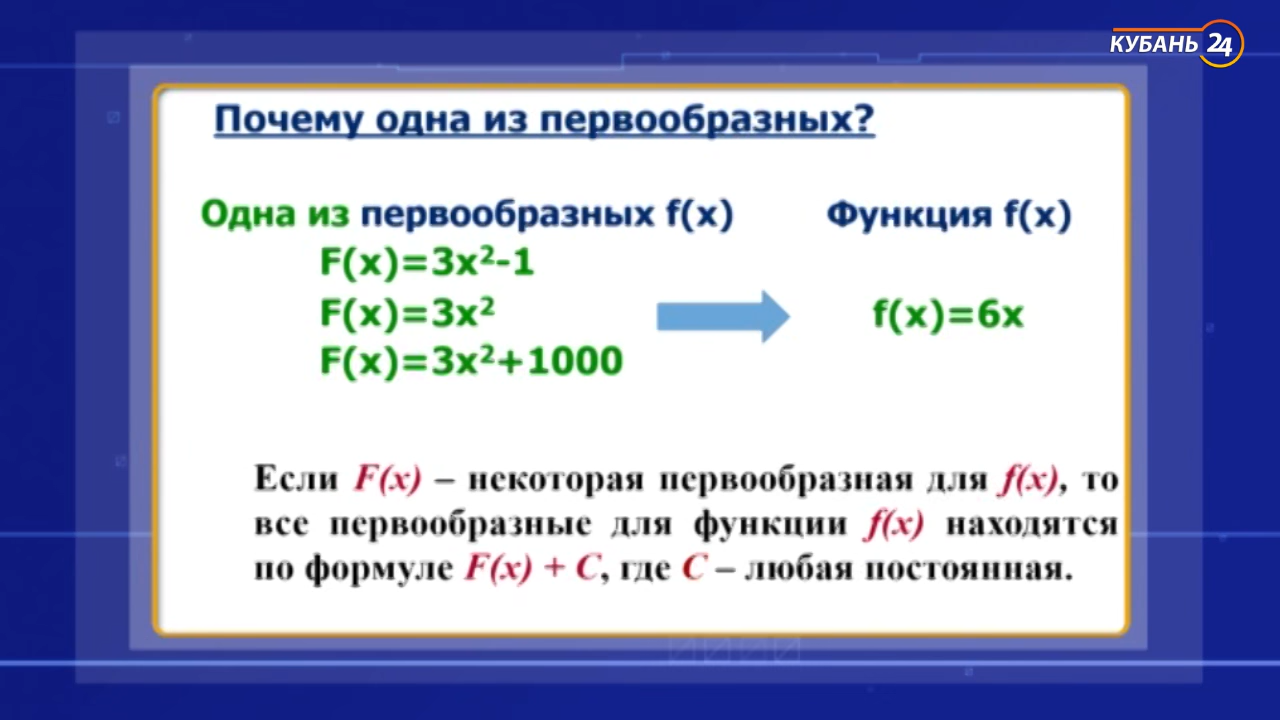 КУБАНЬ 24
Почему одна из первообразных?
Одна из первообразных f(x) Функция f(x)
F(x)=3x²-1
F(x)=3x² f(x)=6x
F(x)=3x²+1000
Если F(x) – некоторая первообразная для f(x), то
все первообразные для функции f(x) находятся
по формуле F(x) + C, где C – любая постоянная.